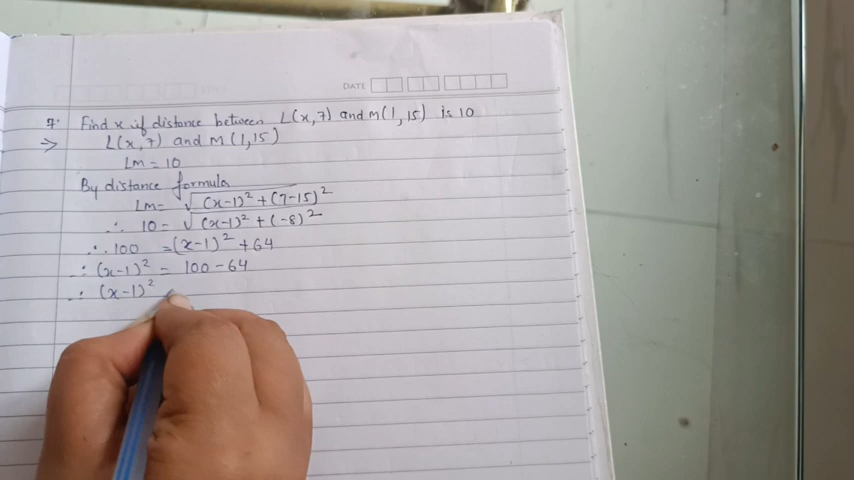 DATE
7. Find x if distance between L(x,7) and m(1,15) is 10
⇒ L(x,7) and m(1,15)
Lm = 10
By distance formula
Lm = √(x-1)² + (7-15)²
∴ 10 = √(x-1)² + (-8)²
∴ 100 = (x-1)² + 64
∴ (x-1)² = 100 - 64
∴ (x-1)²